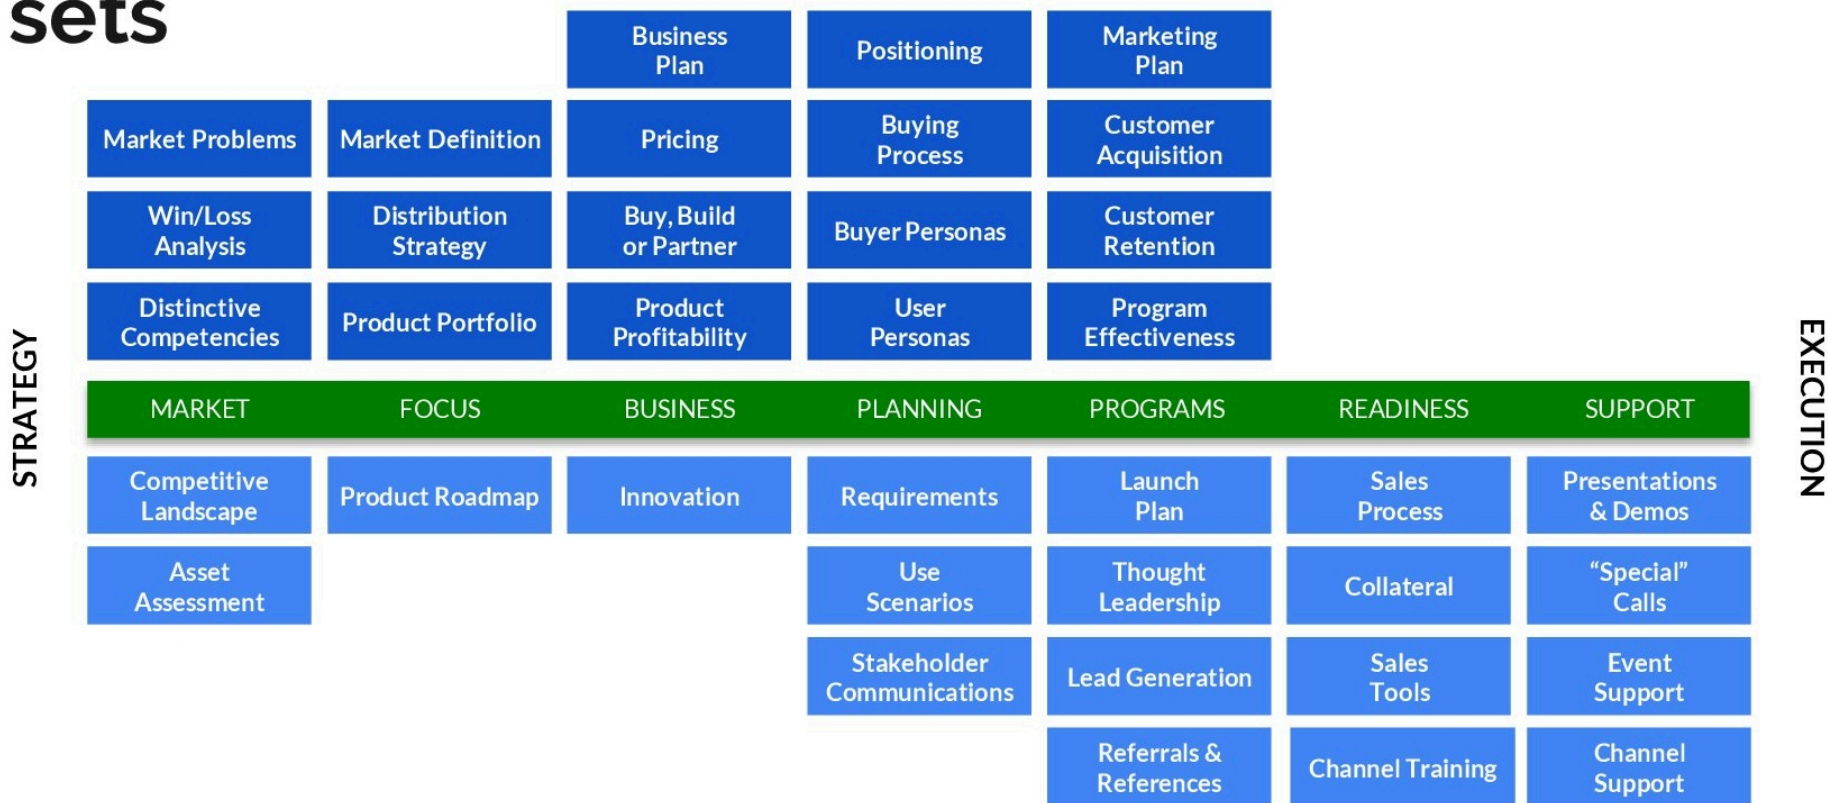 sets
Business
Plan
Positioning
Marketing
Plan
Market Problems
Market Definition
Pricing
Buying
Process
Customer
Acquisition
Win/Loss
Analysis
Distribution
Strategy
Buy, Build
or Partner
Buyer Personas
Customer
Retention
Distinctive
Competencies
Product Portfolio
Product
Profitability
User
Personas
Program
Effectiveness
STRATEGY
MARKET
FOCUS
BUSINESS
PLANNING
PROGRAMS
READINESS
SUPPORT
EXECUTION
Competitive
Landscape
Product Roadmap
Innovation
Requirements
Launch
Plan
Sales
Process
Presentations
& Demos
Asset
Assessment
Use
Scenarios
Thought
Leadership
Collateral
“Special”
Calls
Stakeholder
Communications
Lead Generation
Sales
Tools
Event
Support
Referrals &
References
Channel Training
Channel
Support